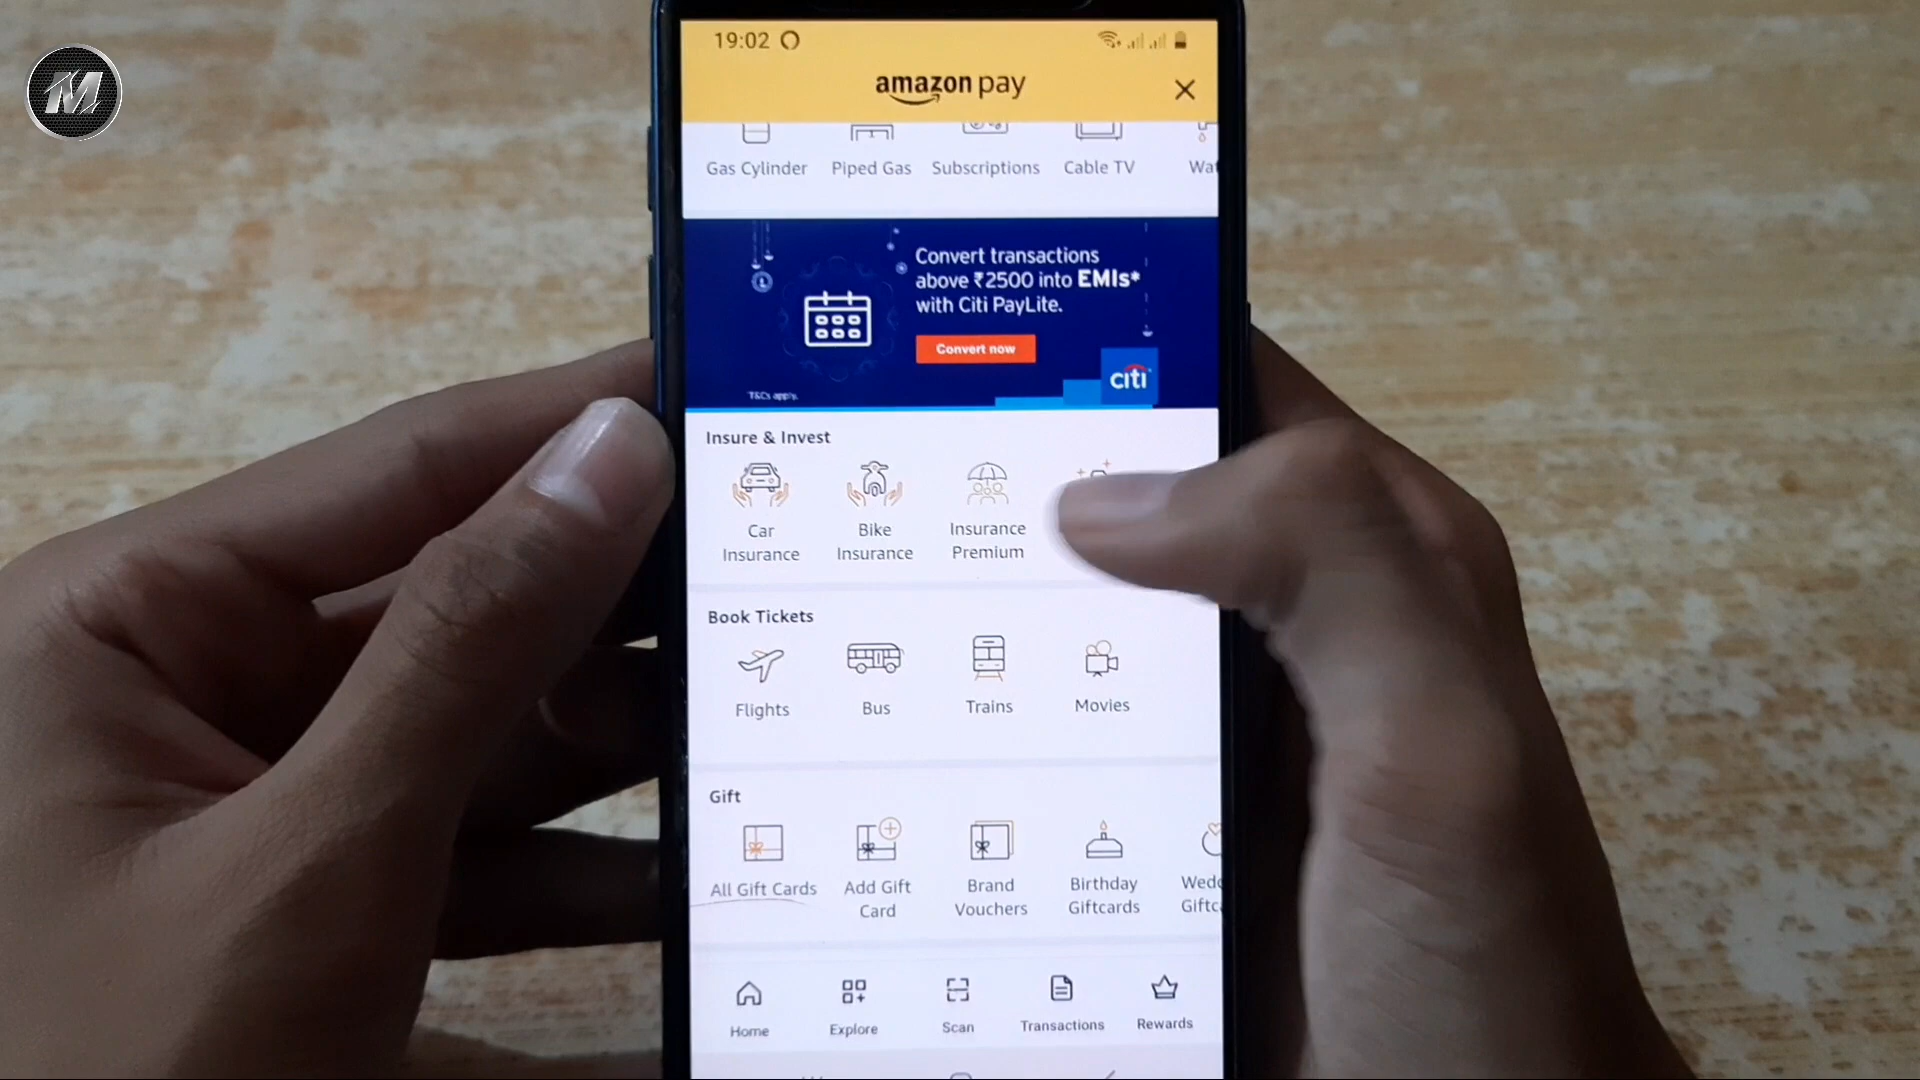 M
19:02
amazon pay
Gas Cylinder
Piped Gas
Subscriptions
Cable TV
Wat
Convert transactions
above ₹2500 into EMIs*
with Citi PayLite.
Convert now
citi
T&Cs apply.
Insure & Invest
Car
Insurance
Bike
Insurance
Insurance
Premium
Book Tickets
Flights
Bus
Trains
Movies
Gift
All Gift Cards
Add Gift
Card
Brand
Vouchers
Birthday
Giftcards
Wedd
Giftca
Home
Explore
Scan
Transactions
Rewards